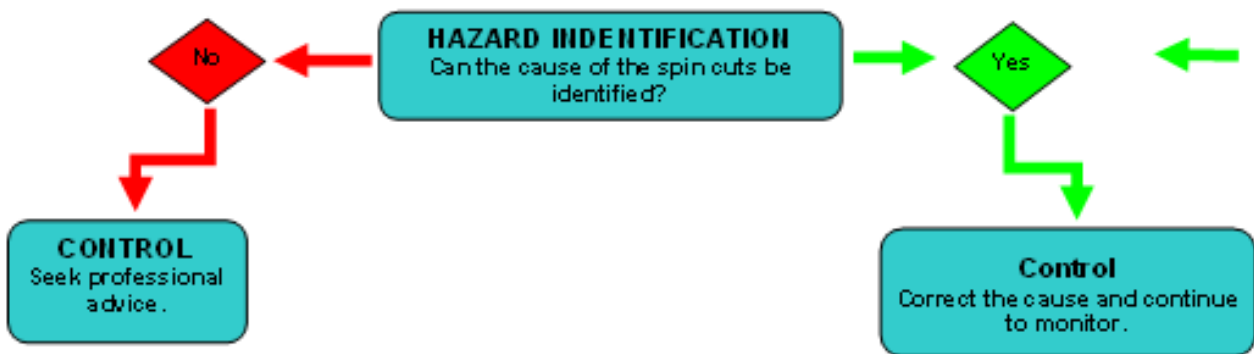 No
HAZARD INDENTIFICATION
Can the cause of the spin cuts be
identified?
Yes
CONTROL
Seek professional
advice.
Control
Correct the cause and continue
to monitor.